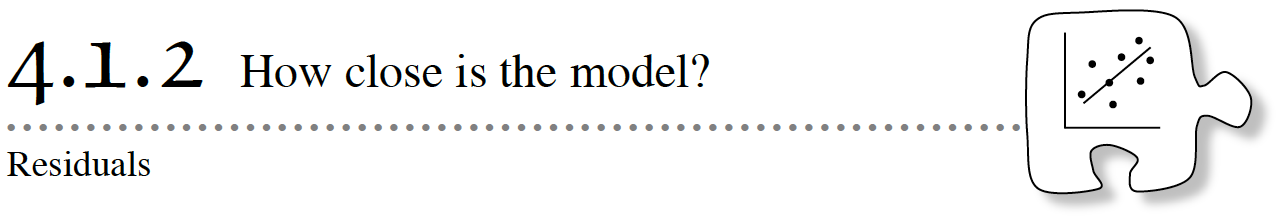 4.1.2 How close is the model?
Residuals